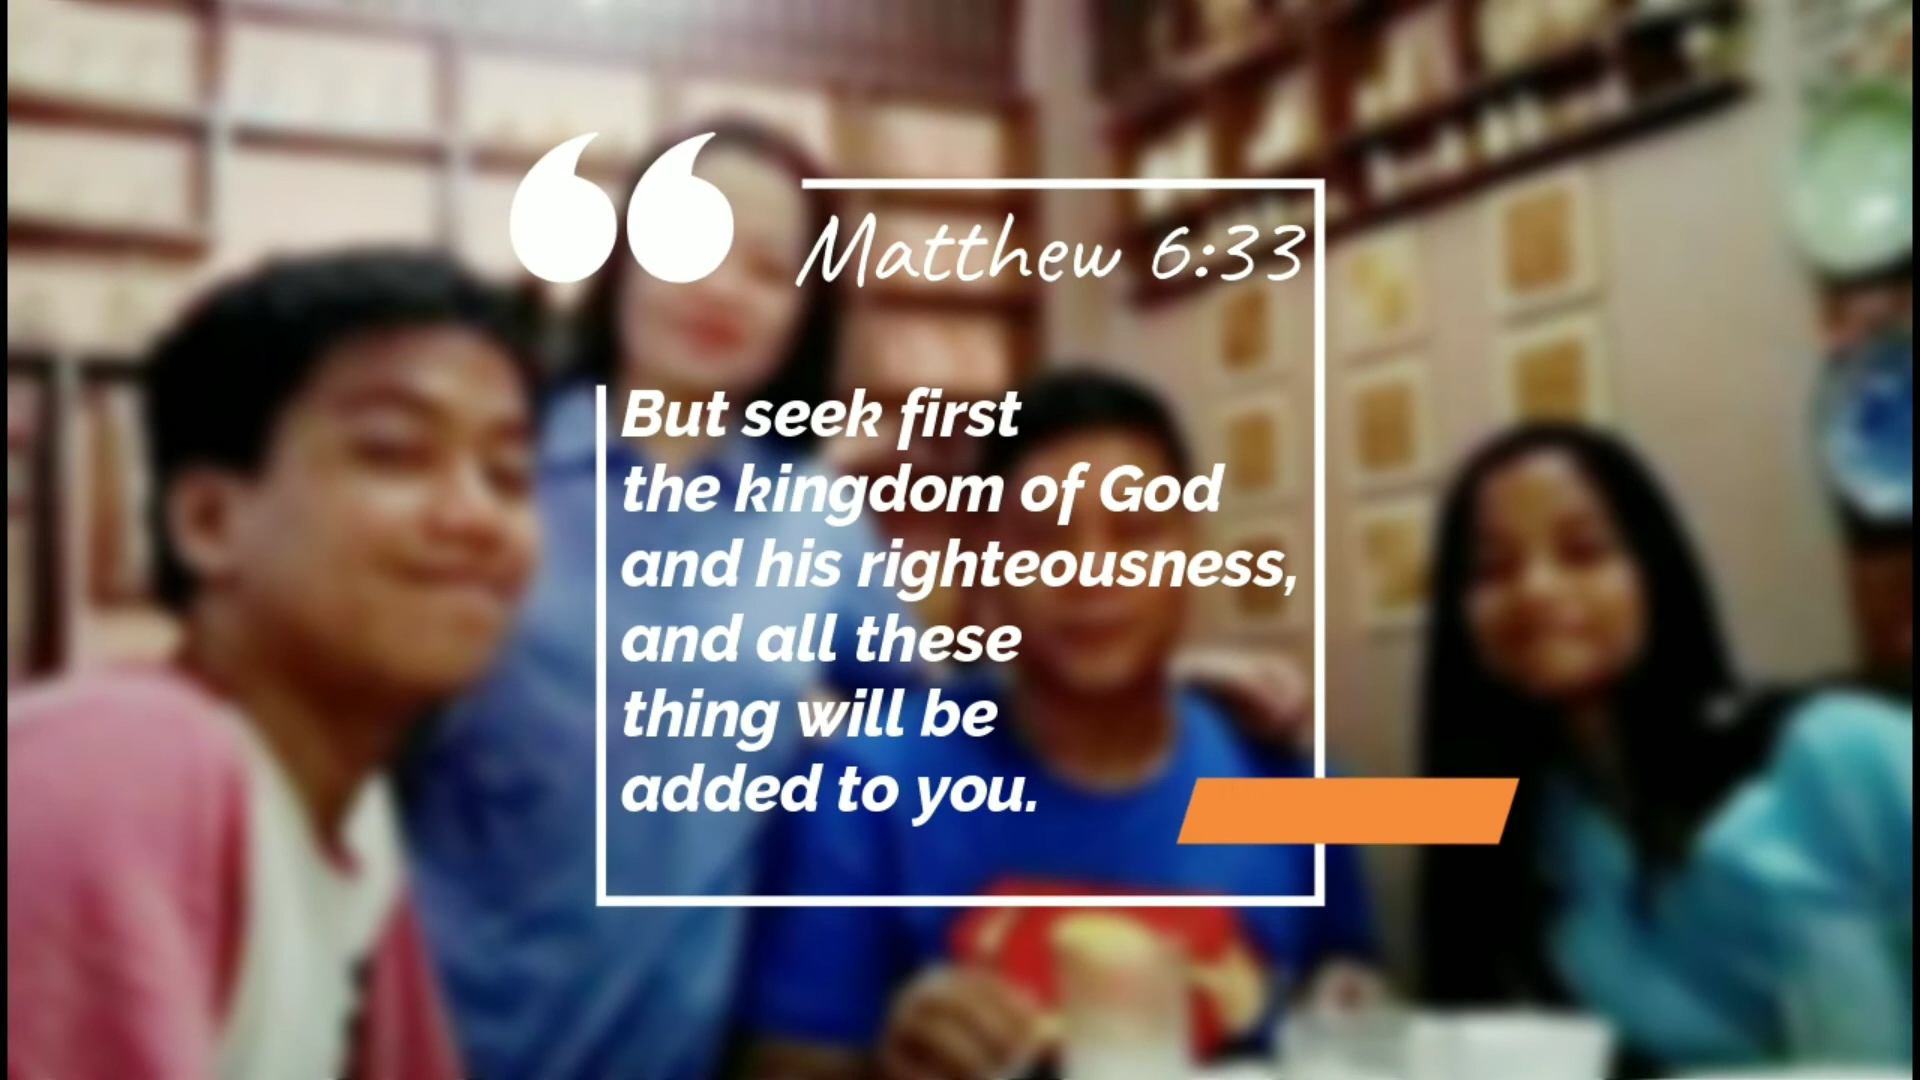 Matthew 6:33
But seek first
the kingdom of God
and his righteousness,
and all these
thing will be
added to you.